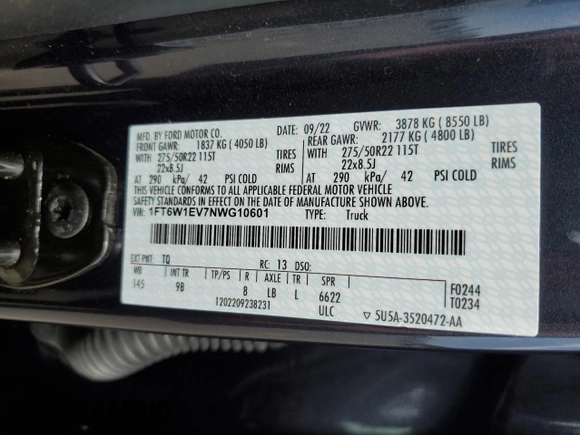 MFD. BY FORD MOTOR CO.
DATE: 09/22 GVWR: 3878 KG ( 8550 LB)
FRONT GAWR: 1837 KG ( 4050 LB) REAR GAWR: 2177 KG ( 4800 LB)
WITH 275/50R22 115T TIRES WITH 275/50R22 115T TIRES
22x8.5J RIMS 22x8.5J RIMS
AT 290 kPa/ 42 PSI COLD AT 290 kPa/ 42 PSI COLD
THIS VEHICLE CONFORMS TO ALL APPLICABLE FEDERAL MOTOR VEHICLE
SAFETY STANDARDS IN EFFECT ON THE DATE OF MANUFACTURE SHOWN ABOVE.
VIN: 1FT6W1EV7NWG10601 TYPE: Truck
EXT PNT: TQ RC: 13 DSO:
WB INT TR TP/PS R AXLE TR SPR
145 9B 8 LB L 6622 F0244
120220923823I ULC T0234
▽ 5U5A-3520472-AA